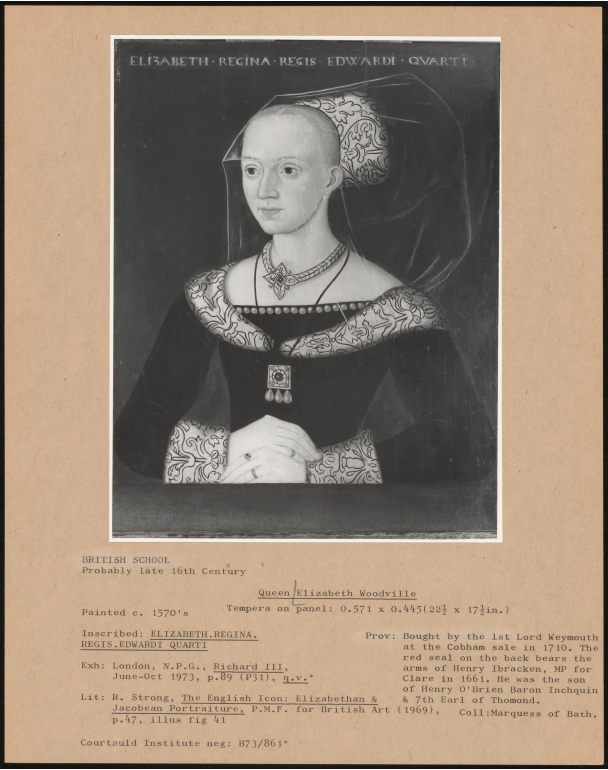 ELIZABETH · REGINA · REGIS · EDWARDI · QVARTI
BRITISH SCHOOL
Probably late 16th Century
Queen Elizabeth Woodville
Painted c. 1570's
Tempera on panel: 0.571 x 0.445(22½ x 17½in.)
Inscribed: ELIZABETH.REGINA.
REGIS.EDWARDI QUARTI
Exh: London, N.P.G., Richard III,
June-Oct 1973, p.89 (P31), q.v.*
Lit: R. Strong, The English Icon: Elizabethan &
Jacobean Portraiture, P.M.F. for British Art (1969),
p.47, illus fig 41
Prov: Bought by the 1st Lord Weymouth
at the Cobham sale in 1710. The
red seal on the back bears the
arms of Henry Ibracken, MP for
Clare in 1661. He was the son
of Henry O'Brien Baron Inchquin
& 7th Earl of Thomond.
Coll:Marquess of Bath.
Courtauld Institute neg: B73/861*